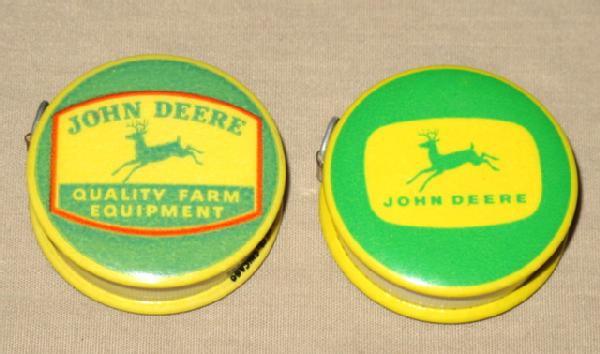 JOHN DEERE
QUALITY FARM
EQUIPMENT
JOHN DEERE